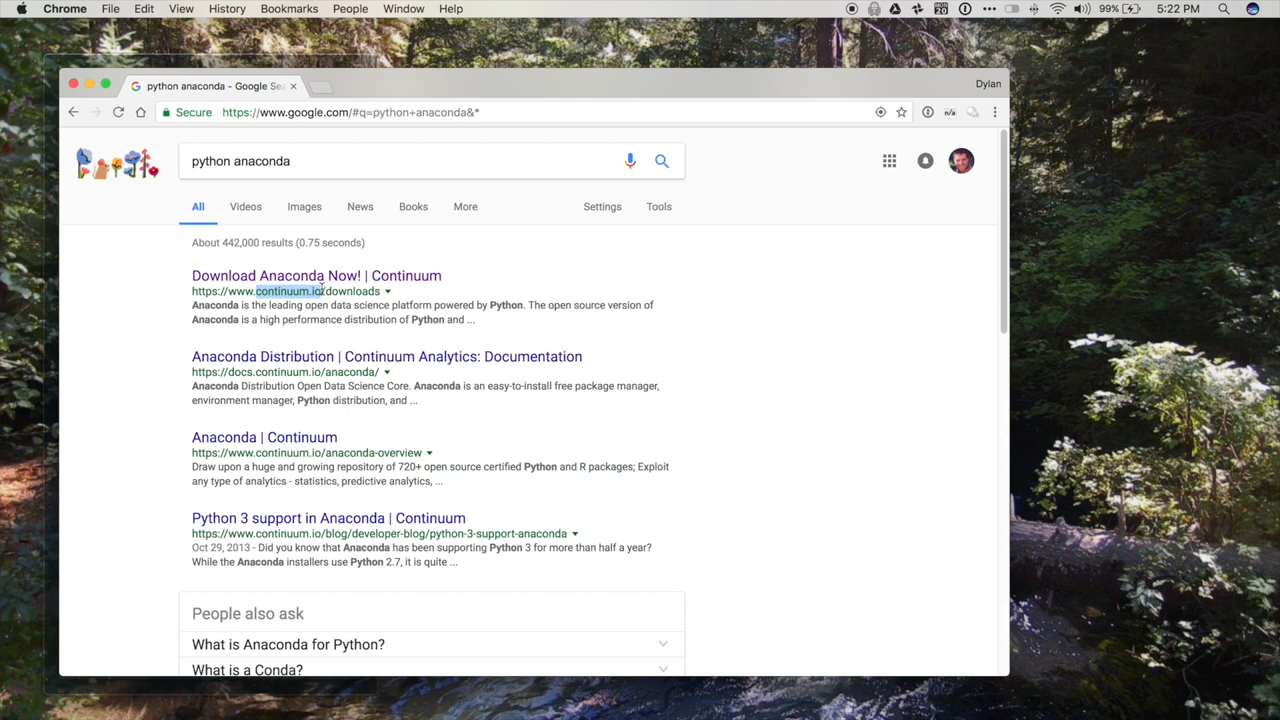 Chrome File Edit View History Bookmarks People Window Help MON 20 99% 5:22 PM
python anaconda - Google Se Dylan
Secure https://www.google.com/#q=python+anaconda&* n/a
python anaconda
All Videos Images News Books More Settings Tools
About 442,000 results (0.75 seconds)
Download Anaconda Now! | Continuum
https://www.continuum.io/downloads
Anaconda is the leading open data science platform powered by Python. The open source version of
Anaconda is a high performance distribution of Python and ...
Anaconda Distribution | Continuum Analytics: Documentation
https://docs.continuum.io/anaconda/
Anaconda Distribution Open Data Science Core. Anaconda is an easy-to-install free package manager,
environment manager, Python distribution, and ...
Anaconda | Continuum
https://www.continuum.io/anaconda-overview
Draw upon a huge and growing repository of 720+ open source certified Python and R packages; Exploit
any type of analytics - statistics, predictive analytics, ...
Python 3 support in Anaconda | Continuum
https://www.continuum.io/blog/developer-blog/python-3-support-anaconda
Oct 29, 2013 - Did you know that Anaconda has been supporting Python 3 for more than half a year?
While the Anaconda installers use Python 2.7, it is quite ...
People also ask
What is Anaconda for Python?
What is a Conda?